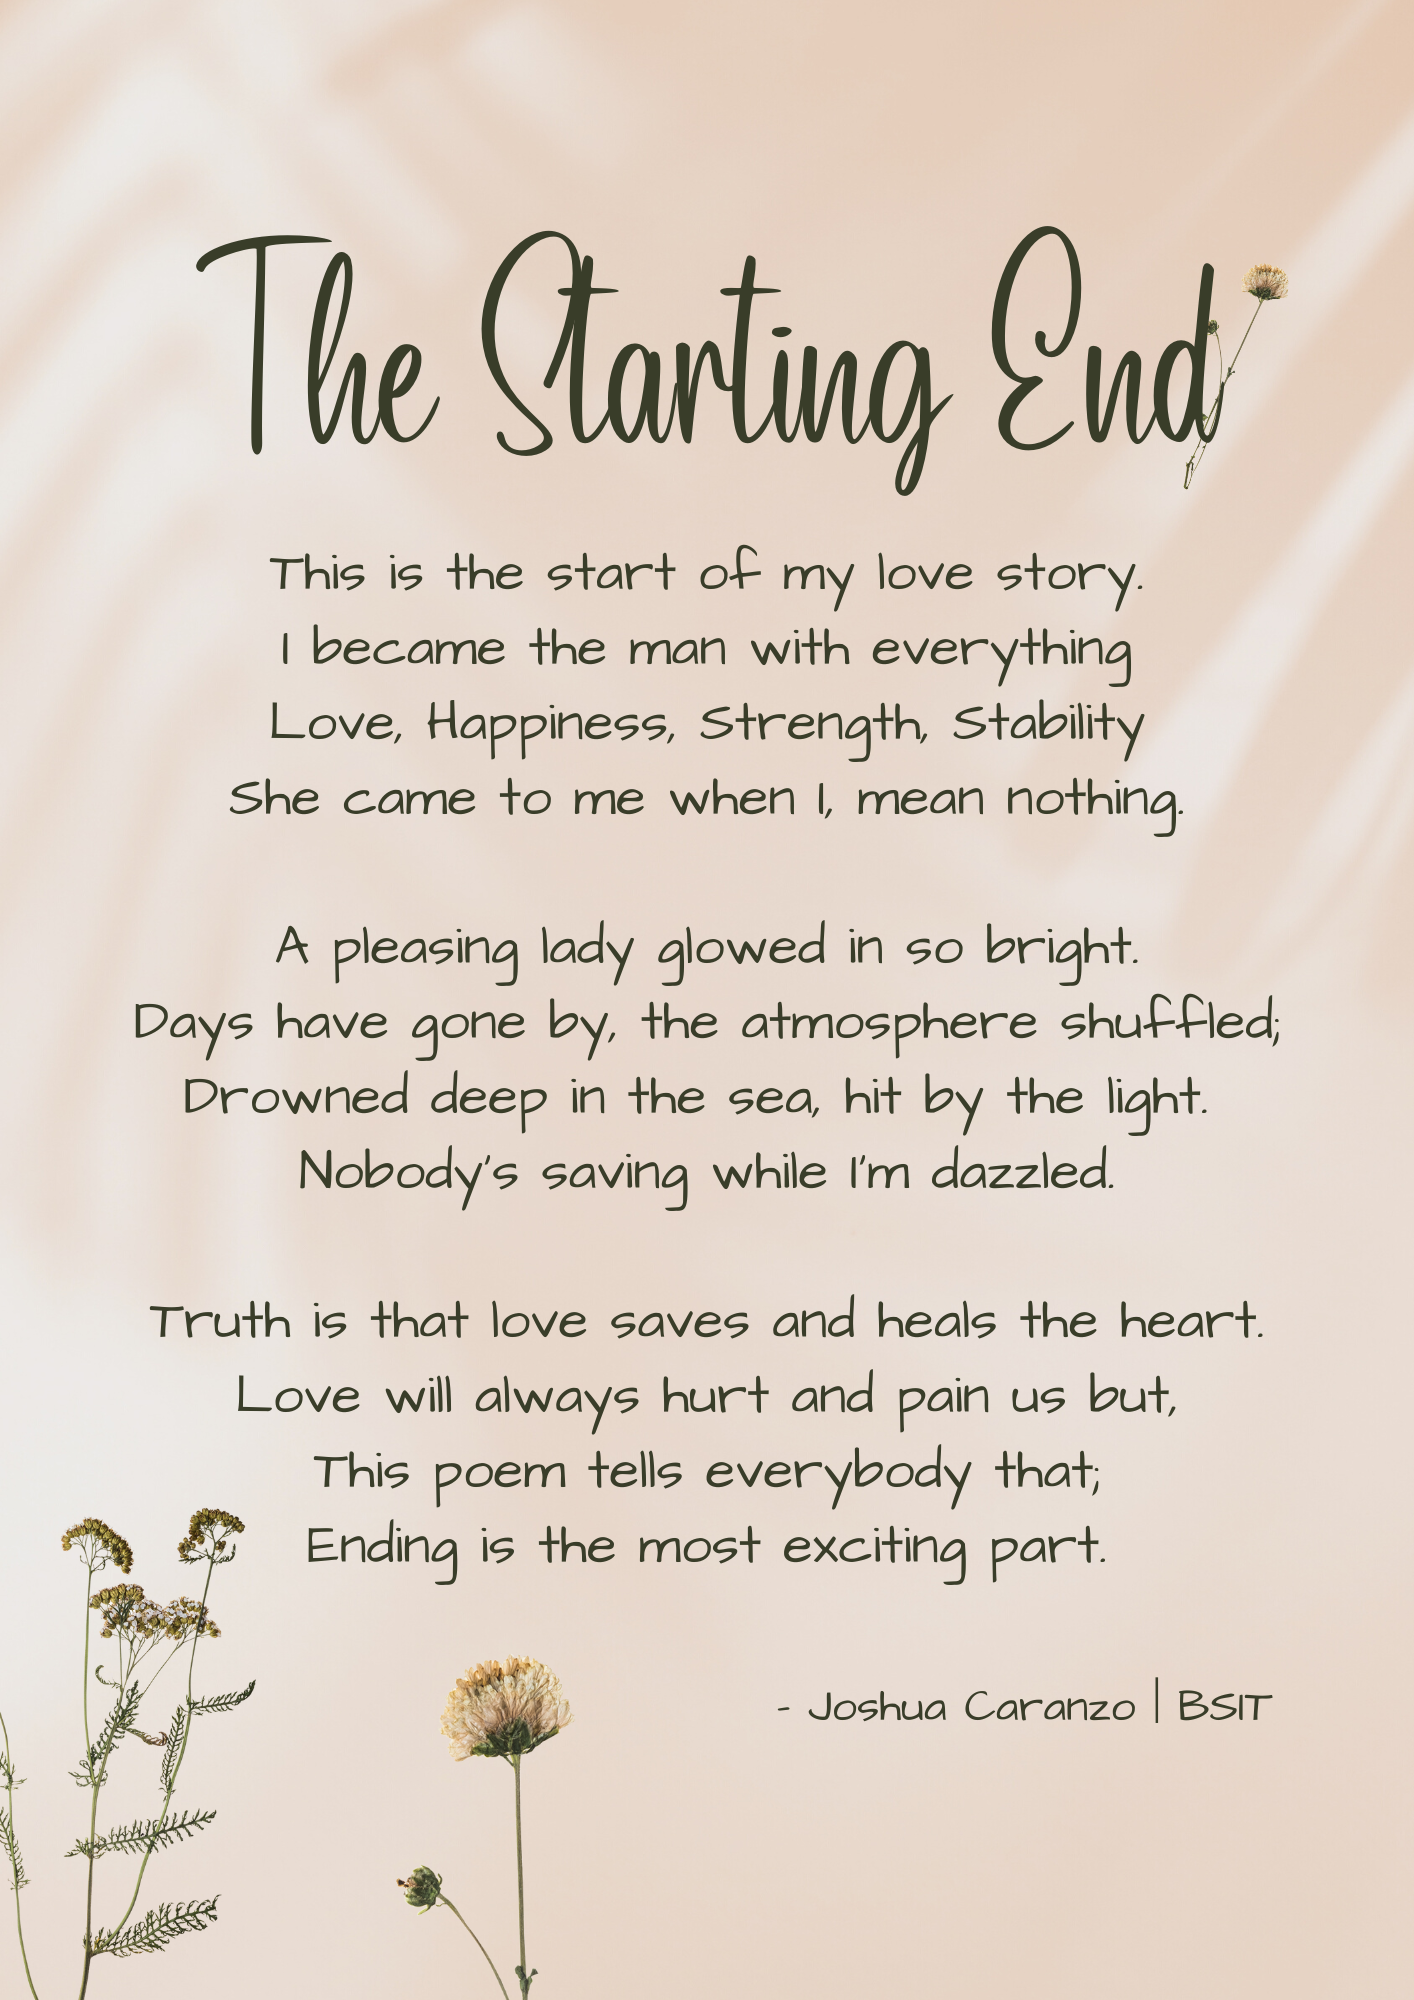 The Starting End
This is the start of my love story.
I became the man with everything
Love, Happiness, Strength, Stability
She came to me when I, mean nothing.
A pleasing lady glowed in so bright.
Days have gone by, the atmosphere shuffled;
Drowned deep in the sea, hit by the light.
Nobody's saving while I'm dazzled.
Truth is that love saves and heals the heart.
Love will always hurt and pain us but,
This poem tells everybody that;
Ending is the most exciting part.
- Joshua Caranzo | BSIT